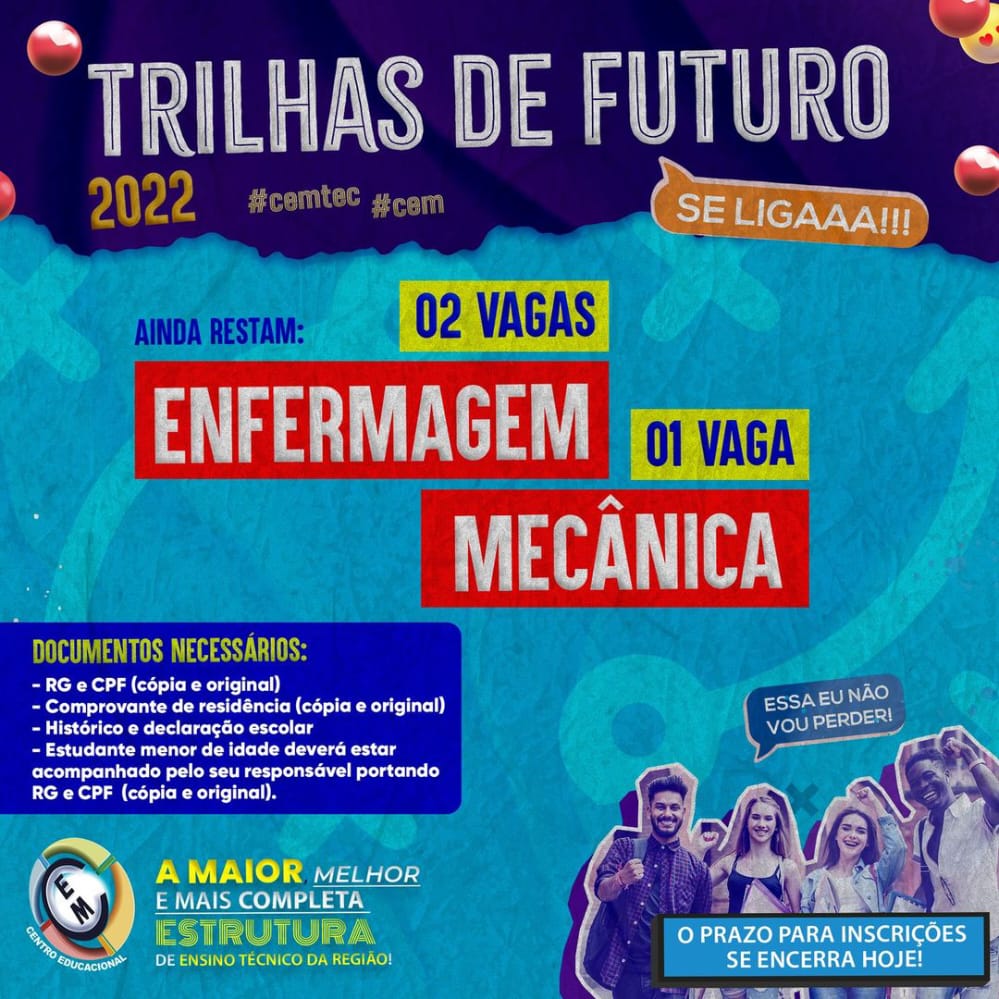 TRILHAS DE FUTURO
2022 #cemtec #cem
SE LIGAAA!!!
AINDA RESTAM:
02 VAGAS
ENFERMAGEM
01 VAGA
MECÂNICA
DOCUMENTOS NECESSÁRIOS:
- RG e CPF (cópia e original)
- Comprovante de residência (cópia e original)
- Histórico e declaração escolar
- Estudante menor de idade deverá estar
acompanhado pelo seu responsável portando
RG e CPF (cópia e original).
ESSA EU NÃO
VOU PERDER!
CEM
CENTRO EDUCACIONAL
A MAIOR, MELHOR
E MAIS COMPLETA
ESTRUTURA
DE ENSINO TÉCNICO DA REGIÃO!
O PRAZO PARA INSCRIÇÕES
SE ENCERRA HOJE!